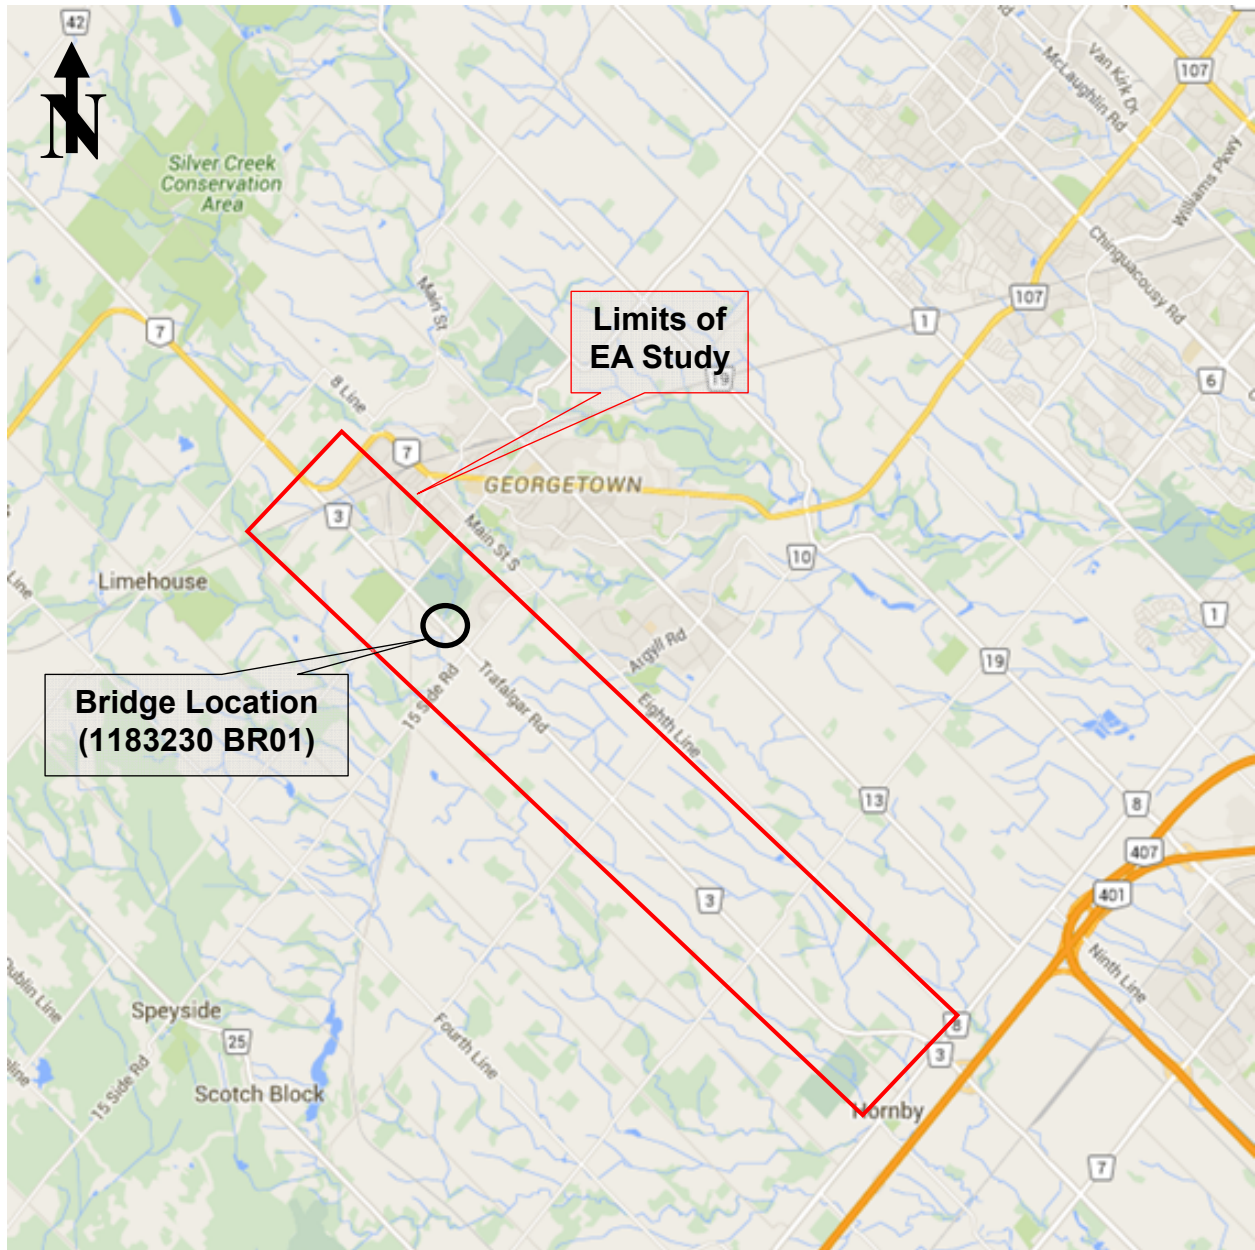 42
N
Silver Creek
Conservation
Area
McLaughlin Rd
Van Kirk Dr
107
Williams Pkwy
Chinguacousy Rd
107
1
6
Main St
7
8 Line
Limits of
EA Study
19
7
GEORGETOWN
3
Main St S
10
Limehouse
Line
1
Argyll Rd
19
Bridge Location
(1183230 BR01)
15 Side Rd
Trafalgar Rd
Eighth Line
13
8
407
3
401
Ninth Line
Dublin Line
Speyside
25
Fourth Line
8
3
15 Side Rd
Scotch Block
Hornby
7